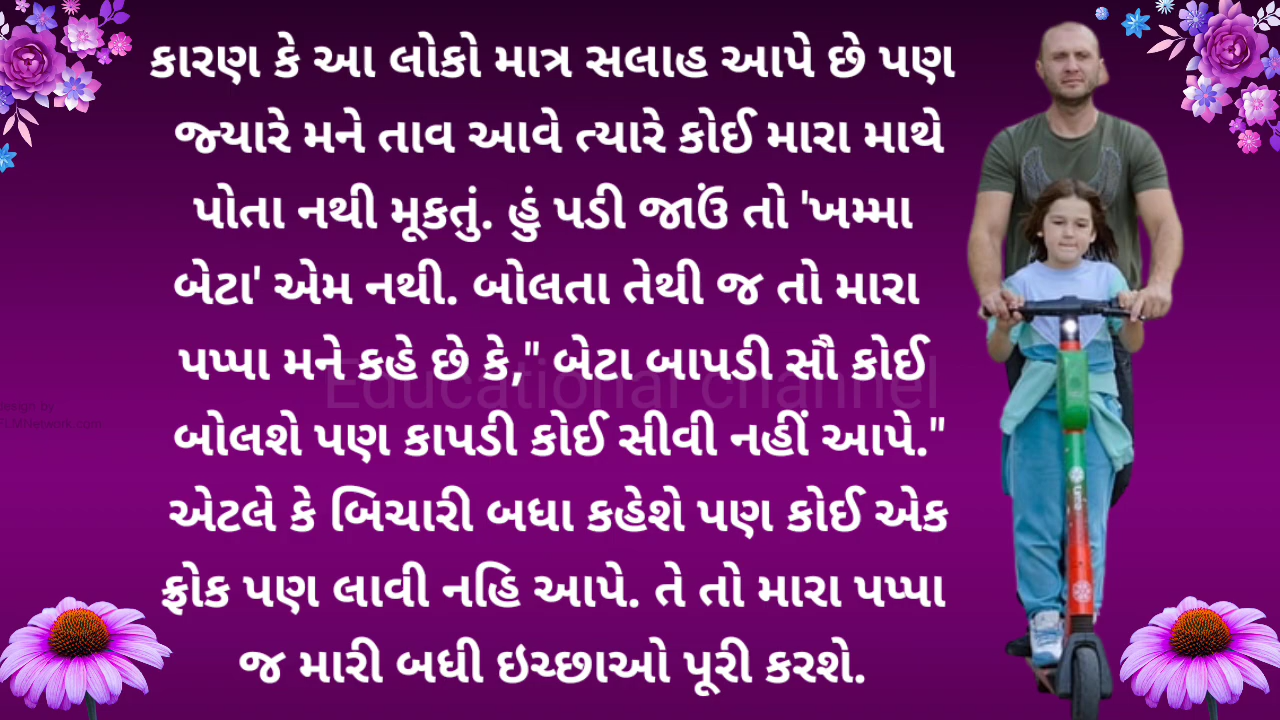 કારણ કે આ લોકો માત્ર સલાહ આપે છે પણ
જ્યારે મને તાવ આવે ત્યારે કોઈ મારા માથે
પોતા નથી મૂકતું. હું પડી જાઉં તો 'ખમ્મા
બેટા' એમ નથી. બોલતા તેથી જ તો મારા
પપ્પા મને કહે છે કે," બેટા બાપડી સૌ કોઈ
બોલશે પણ કાપડી કોઈ સીવી નહીં આપે."
એટલે કે બિચારી બધા કહેશે પણ કોઈ એક
ફ્રોક પણ લાવી નહિ આપે. તે તો મારા પપ્પા
જ મારી બધી ઇચ્છાઓ પૂરી કરશે.
Educational channel